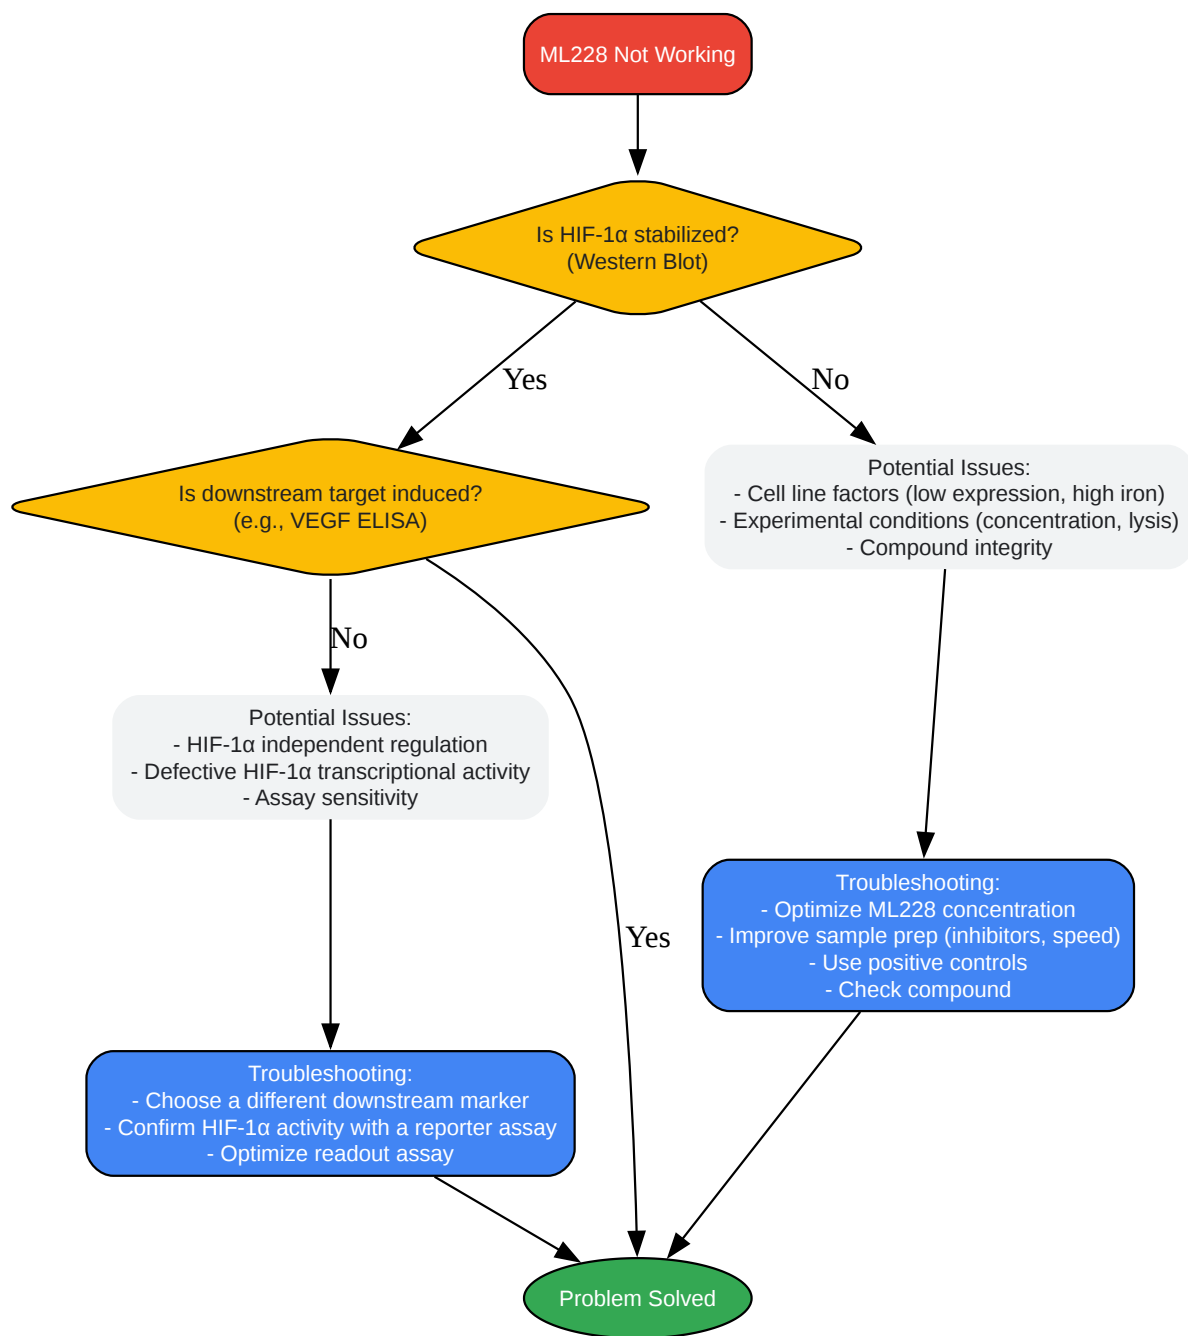 ML228 Not Working
Is HIF-1α stabilized?
(Western Blot)
Yes
No
Is downstream target induced?
(e.g., VEGF ELISA)
Potential Issues:
- Cell line factors (low expression, high iron)
- Experimental conditions (concentration, lysis)
- Compound integrity
No
Potential Issues:
- HIF-1α independent regulation
- Defective HIF-1α transcriptional activity
- Assay sensitivity
Yes
Troubleshooting:
- Optimize ML228 concentration
- Improve sample prep (inhibitors, speed)
- Use positive controls
- Check compound
Troubleshooting:
- Choose a different downstream marker
- Confirm HIF-1α activity with a reporter assay
- Optimize readout assay
Problem Solved